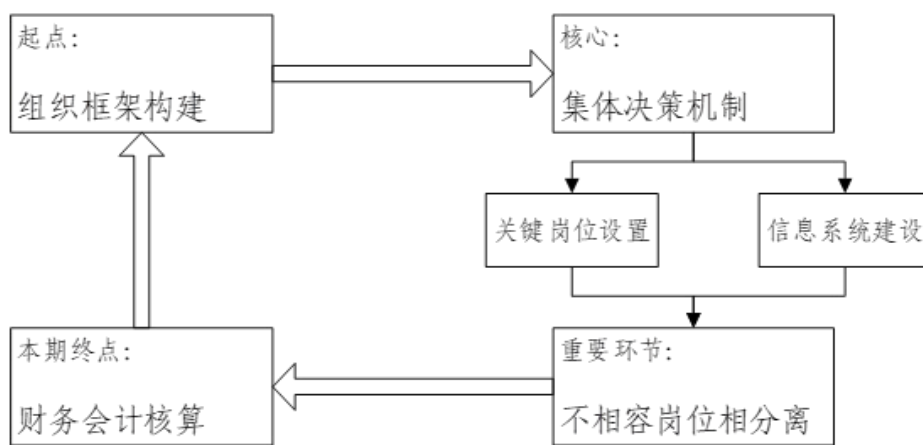 起点：
组织框架构建
核心：
集体决策机制
关键岗位设置
信息系统建设
本期终点：
财务会计核算
重要环节：
不相容岗位相分离